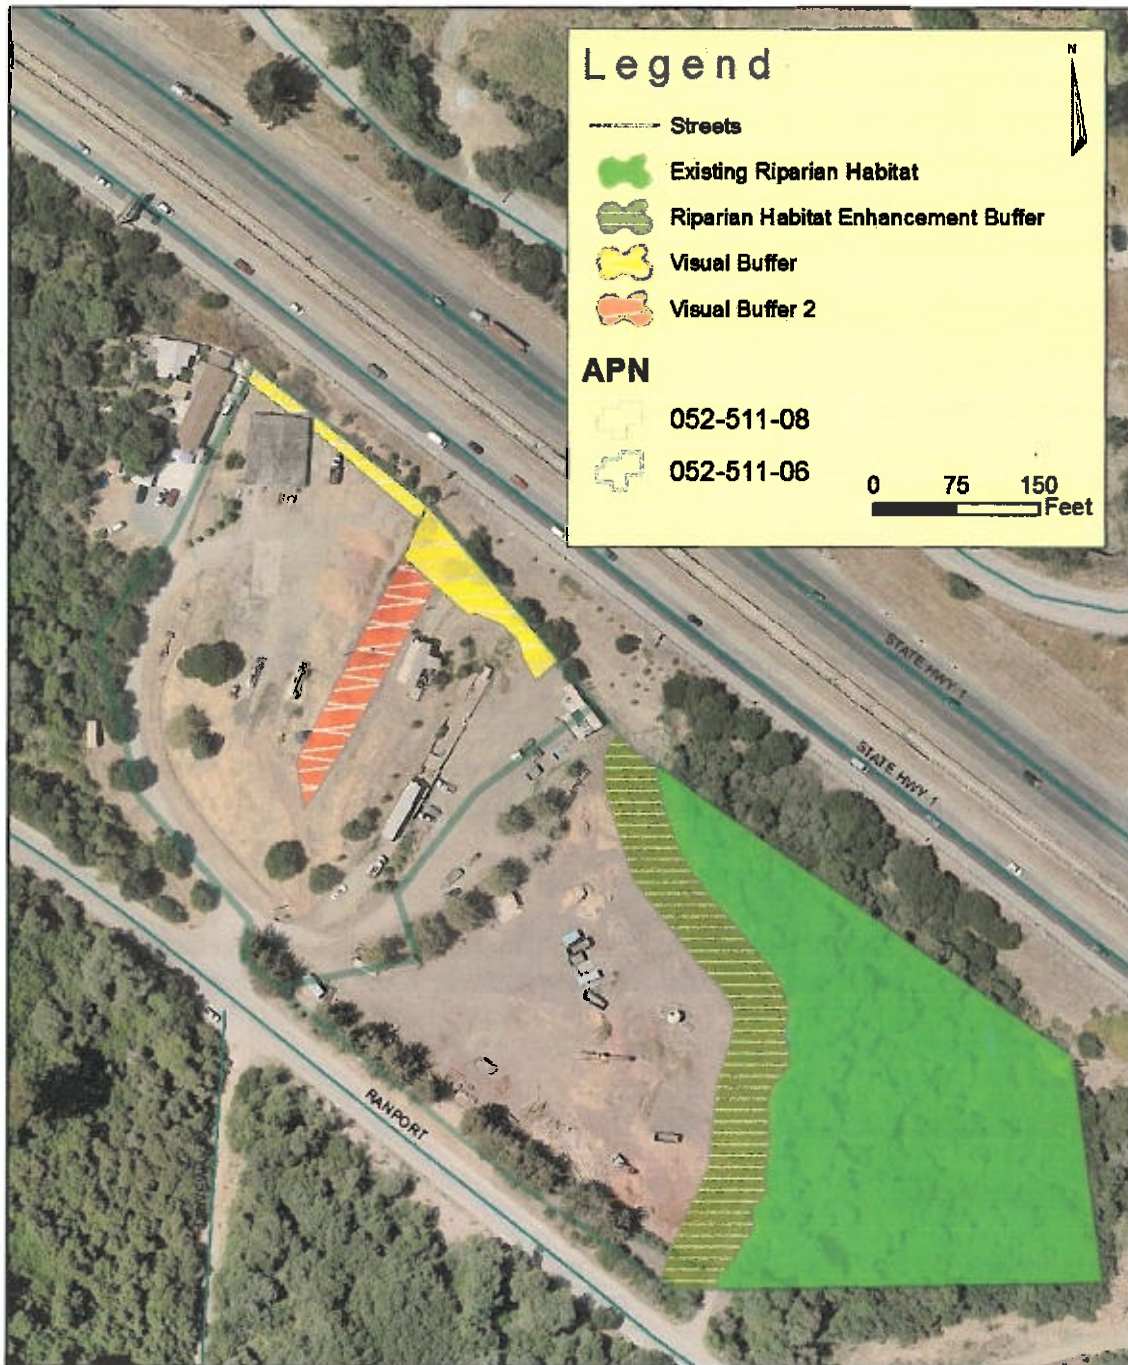 Legend
N
Streets
Existing Riparian Habitat
Riparian Habitat Enhancement Buffer
Visual Buffer
Visual Buffer 2
APN
052-511-08
052-511-06
0 75 150
Feet
STATE HWY 1
STATE HWY 1
RANPORT